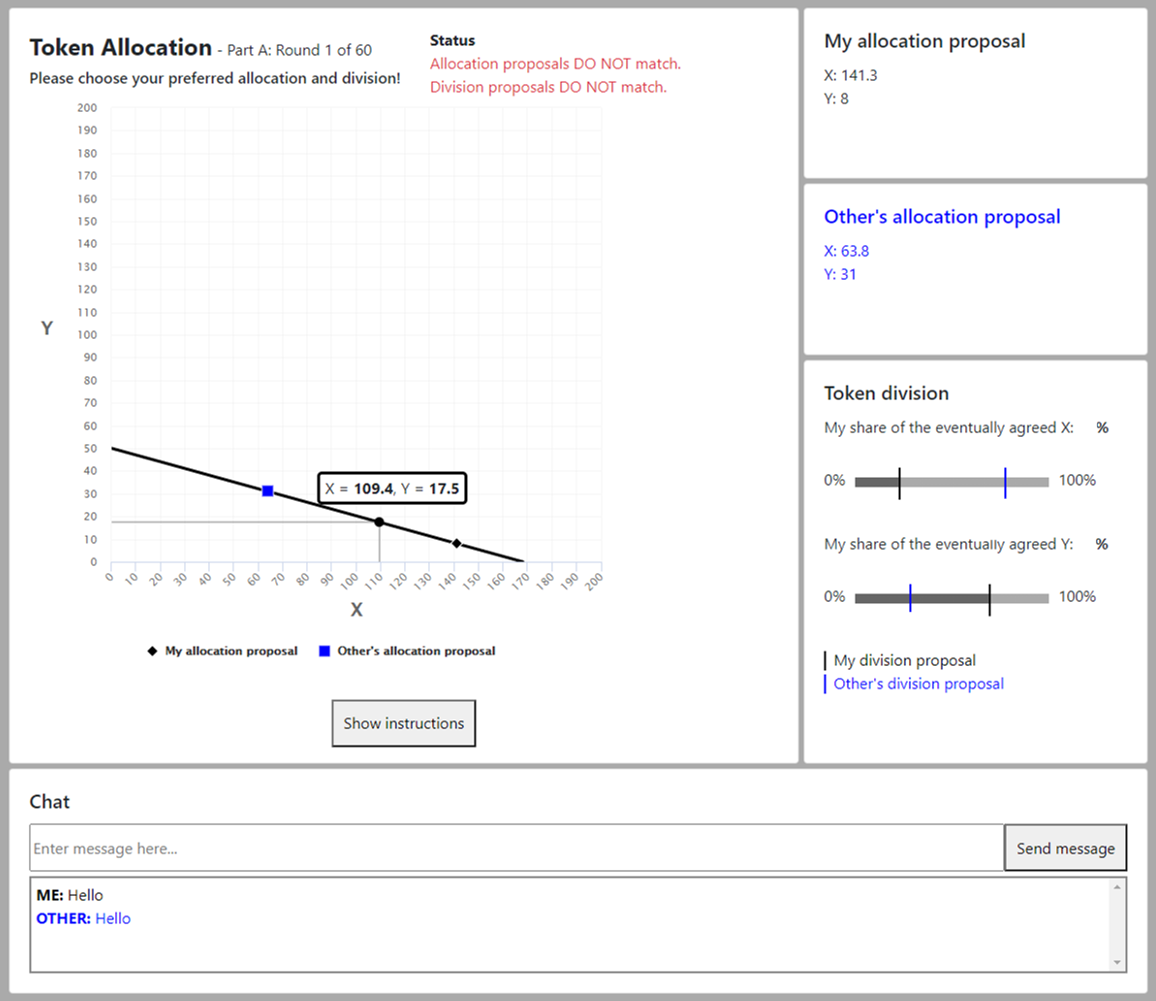 Token Allocation - Part A: Round 1 of 60
Please choose your preferred allocation and division!
Status
Allocation proposals DO NOT match.
Division proposals DO NOT match.
200
190
180
170
160
150
140
130
120
110
100
90
80
70
60
50
40
30
20
10
0
Y
X = 109.4, Y = 17.5
0 10 20 30 40 50 60 70 80 90 100 110 120 130 140 150 160 170 180 190 200
X
My allocation proposal Other's allocation proposal
Show instructions
My allocation proposal
X: 141.3
Y: 8
Other's allocation proposal
X: 63.8
Y: 31
Token division
My share of the eventually agreed X: %
0% 100%
My share of the eventually agreed Y: %
0% 100%
My division proposal
Other's division proposal
Chat
Enter message here...
Send message
ME: Hello
OTHER: Hello